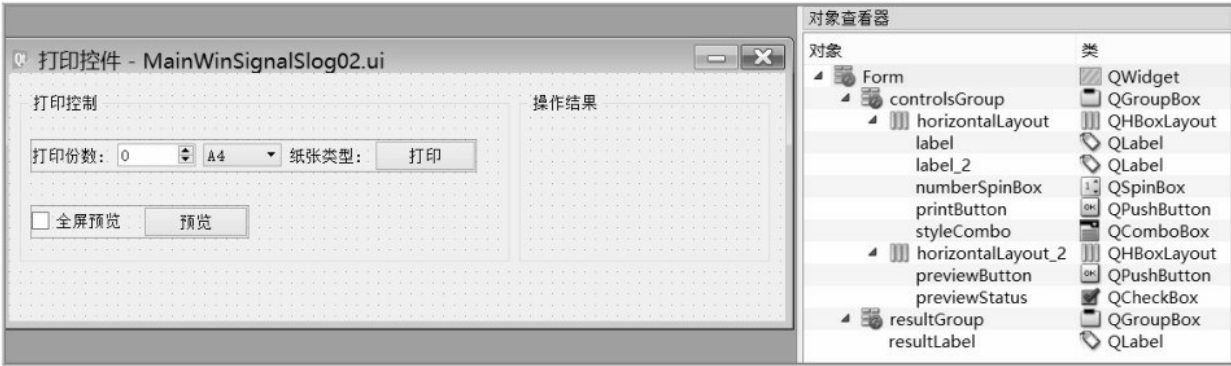 打印控件 - MainWinSignalSlog02.ui
打印控制
打印份数:
0
A4
纸张类型:
打印
全屏预览
预览
操作结果
对象查看器
对象 类
Form QWidget
controlsGroup QGroupBox
horizontalLayout QHBoxLayout
label QLabel
label_2 QLabel
numberSpinBox QSpinBox
printButton QPushButton
styleCombo QComboBox
horizontalLayout_2 QHBoxLayout
previewButton QPushButton
previewStatus QCheckBox
resultGroup QGroupBox
resultLabel QLabel